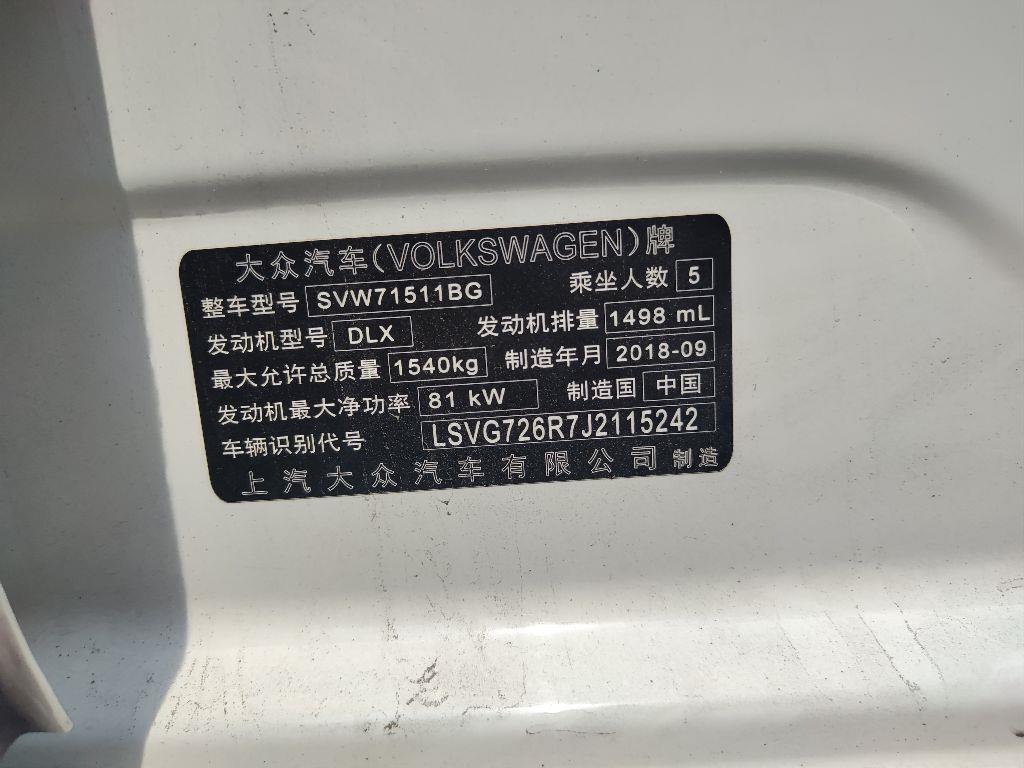 大众汽车(VOLKSWAGEN)牌
整车型号 SVW71511BG 乘坐人数 5
发动机型号 DLX 发动机排量 1498 mL
最大允许总质量 1540kg 制造年月 2018-09
发动机最大净功率 81 kW 制造国 中国
车辆识别代号 LSVG726R7J2115242
上汽大众汽车有限公司 制造